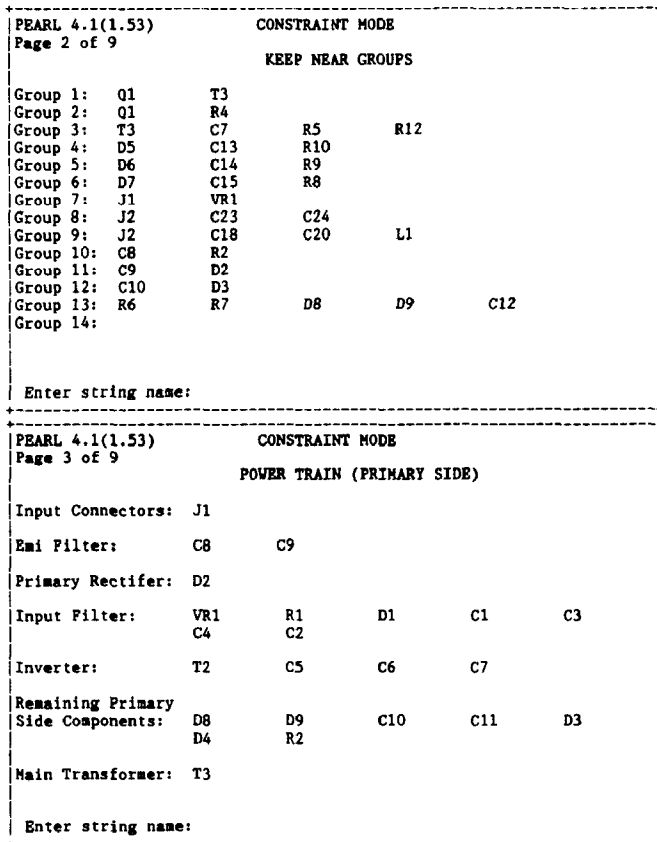 PEARL 4.1(1.53) CONSTRAINT MODE
Page 2 of 9
KEEP NEAR GROUPS
Group 1: Q1 T3
Group 2: Q1 R4
Group 3: T3 C7 R5 R12
Group 4: D5 C13 R10
Group 5: D6 C14 R9
Group 6: D7 C15 R8
Group 7: J1 VR1
Group 8: J2 C23 C24
Group 9: J2 C18 C20 L1
Group 10: C8 R2
Group 11: C9 D2
Group 12: C10 D3
Group 13: R6 R7 D8 D9 C12
Group 14:
Enter string name:
PEARL 4.1(1.53) CONSTRAINT MODE
Page 3 of 9
POWER TRAIN (PRIMARY SIDE)
Input Connectors: J1
Emi Filter: C8 C9
Primary Rectifer: D2
Input Filter: VR1 R1 D1 C1 C3
C4 C2
Inverter: T2 C5 C6 C7
Remaining Primary
Side Components: D8 D9 C10 C11 D3
D4 R2
Main Transformer: T3
Enter string name: